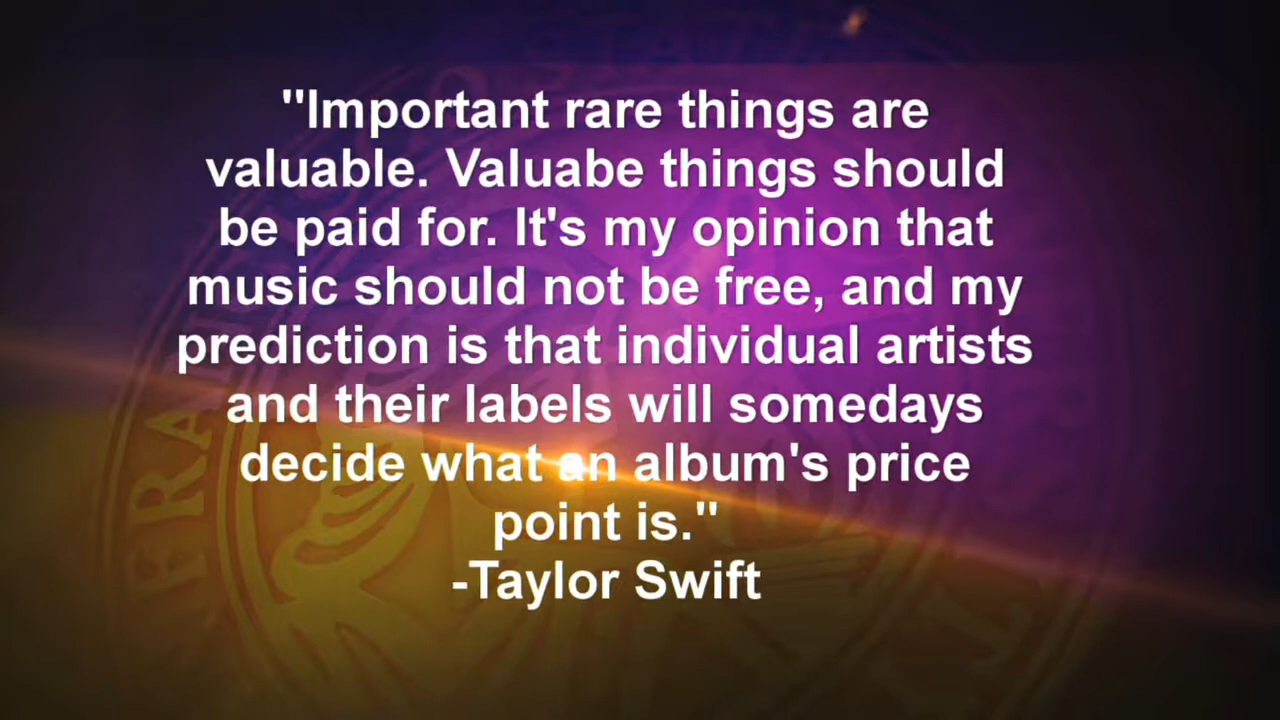 "Important rare things are
valuable. Valuabe things should
be paid for. It's my opinion that
music should not be free, and my
prediction is that individual artists
and their labels will somedays
decide what an album's price
point is."
-Taylor Swift